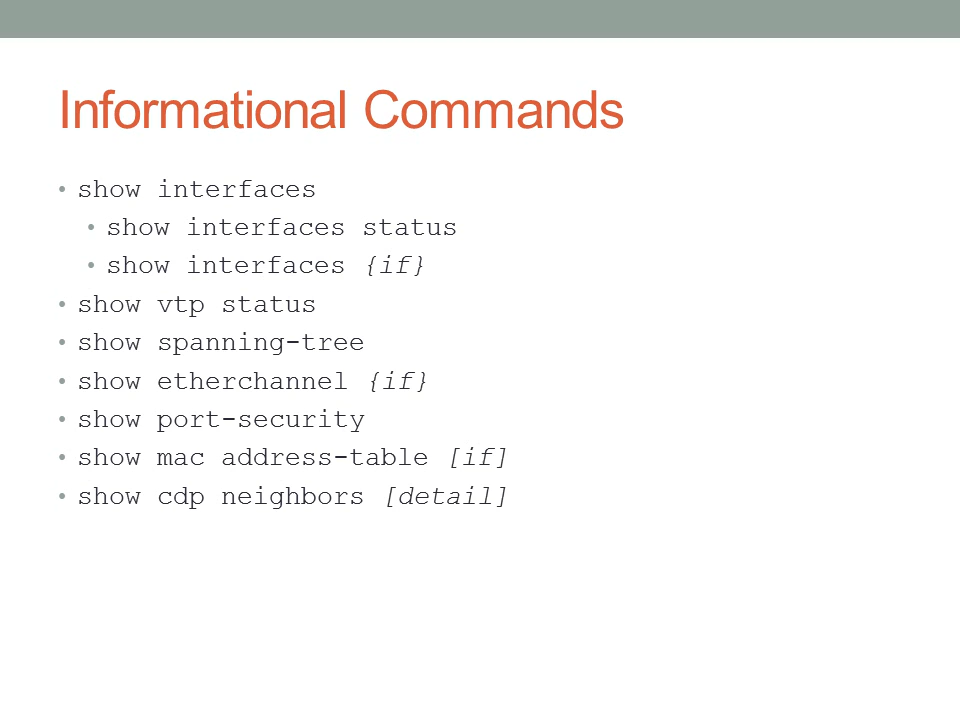 Informational Commands
• show interfaces
• show interfaces status
• show interfaces {if}
• show vtp status
• show spanning-tree
• show etherchannel {if}
• show port-security
• show mac address-table [if]
• show cdp neighbors [detail]